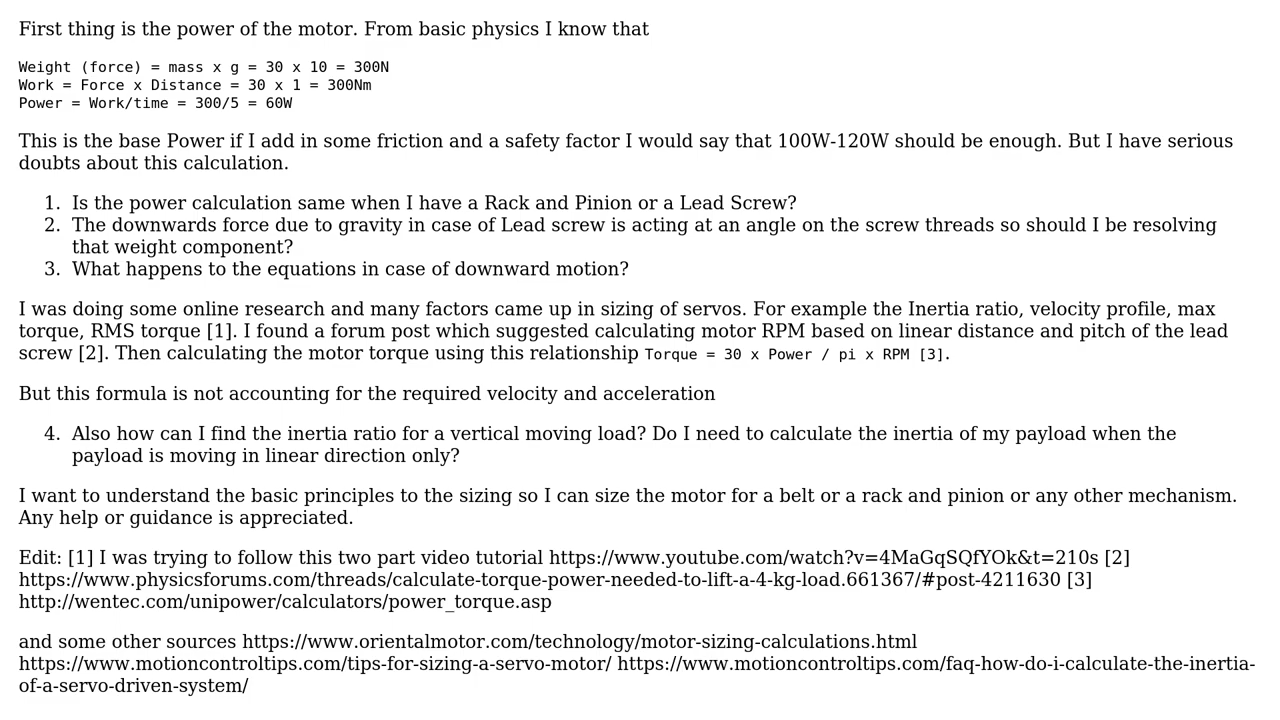 First thing is the power of the motor. From basic physics I know that
Weight (force) = mass x g = 30 x 10 = 300N
Work = Force x Distance = 30 x 1 = 300Nm
Power = Work/time = 300/5 = 60W
This is the base Power if I add in some friction and a safety factor I would say that 100W-120W should be enough. But I have serious
doubts about this calculation.
1. Is the power calculation same when I have a Rack and Pinion or a Lead Screw?
2. The downwards force due to gravity in case of Lead screw is acting at an angle on the screw threads so should I be resolving
that weight component?
3. What happens to the equations in case of downward motion?
I was doing some online research and many factors came up in sizing of servos. For example the Inertia ratio, velocity profile, max
torque, RMS torque [1]. I found a forum post which suggested calculating motor RPM based on linear distance and pitch of the lead
screw [2]. Then calculating the motor torque using this relationship Torque = 30 x Power / pi x RPM [3].
But this formula is not accounting for the required velocity and acceleration
4. Also how can I find the inertia ratio for a vertical moving load? Do I need to calculate the inertia of my payload when the
payload is moving in linear direction only?
I want to understand the basic principles to the sizing so I can size the motor for a belt or a rack and pinion or any other mechanism.
Any help or guidance is appreciated.
Edit: [1] I was trying to follow this two part video tutorial https://www.youtube.com/watch?v=4MaGqSQfYOk&t=210s [2]
https://www.physicsforums.com/threads/calculate-torque-power-needed-to-lift-a-4-kg-load.661367/#post-4211630 [3]
http://wentec.com/unipower/calculators/power_torque.asp
and some other sources https://www.orientalmotor.com/technology/motor-sizing-calculations.html
https://www.motioncontroltips.com/tips-for-sizing-a-servo-motor/ https://www.motioncontroltips.com/faq-how-do-i-calculate-the-inertia-
of-a-servo-driven-system/